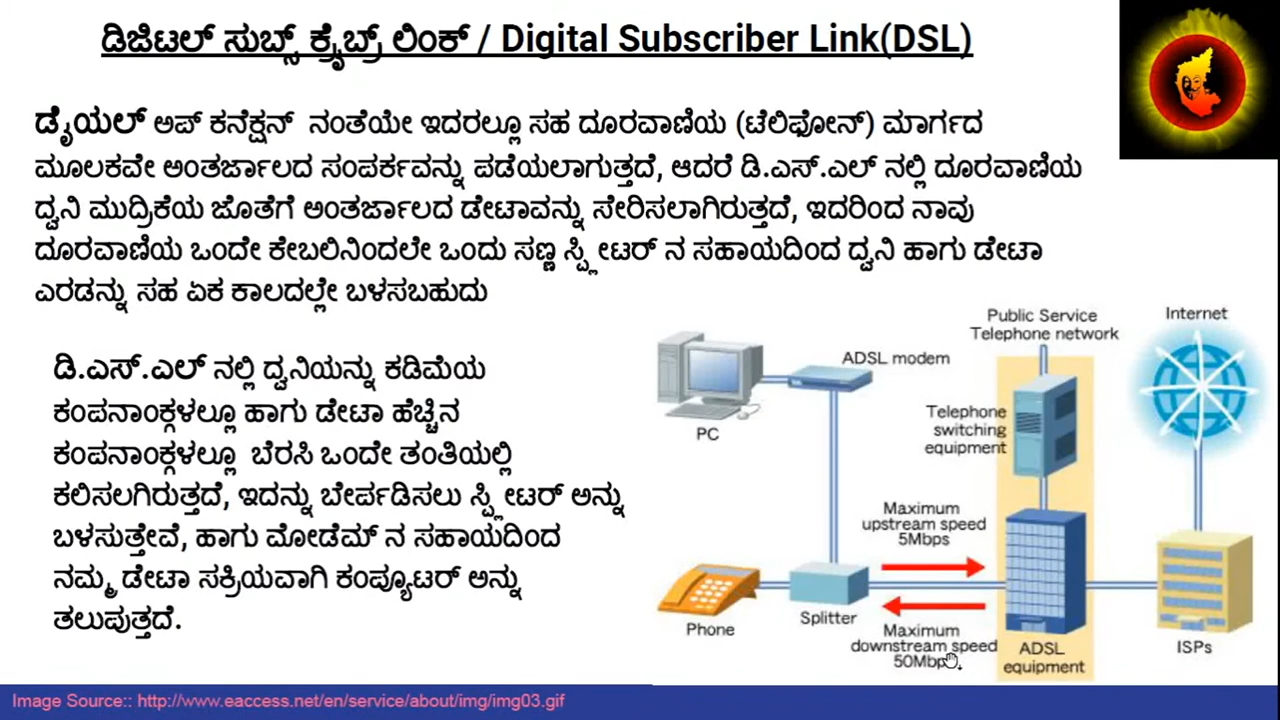 ಡಿಜಿಟಲ್ ಸುಬ್ಸ್ ಕ್ರೈಬ್ರ್ ಲಿಂಕ್ / Digital Subscriber Link(DSL)
ಡೈಯಲ್ ಅಪ್ ಕನೆಕ್ಷನ್ ನಂತೆಯೇ ಇದರಲ್ಲೂ ಸಹ ದೂರವಾಣಿಯ (ಟೆಲಿಫೋನ್) ಮಾರ್ಗದ
ಮೂಲಕವೇ ಅಂತರ್ಜಾಲದ ಸಂಪರ್ಕವನ್ನು ಪಡೆಯಲಾಗುತ್ತದೆ, ಆದರೆ ಡಿ.ಎಸ್.ಎಲ್ ನಲ್ಲಿ ದೂರವಾಣಿಯ
ದ್ವನಿ ಮುದ್ರಿಕೆಯ ಜೊತೆಗೆ ಅಂತರ್ಜಾಲದ ಡೇಟಾವನ್ನು ಸೇರಿಸಲಾಗಿರುತ್ತದೆ, ಇದರಿಂದ ನಾವು
ದೂರವಾಣಿಯ ಒಂದೇ ಕೇಬಲಿನಿಂದಲೇ ಒಂದು ಸಣ್ಣ ಸ್ಪ್ಲೀಟರ್ ನ ಸಹಾಯದಿಂದ ದ್ವನಿ ಹಾಗು ಡೇಟಾ
ಎರಡನ್ನು ಸಹ ಏಕ ಕಾಲದಲ್ಲೇ ಬಳಸಬಹುದು
ಡಿ.ಎಸ್.ಎಲ್ ನಲ್ಲಿ ದ್ವನಿಯನ್ನು ಕಡಿಮೆಯ
ಕಂಪನಾಂಕ್ಗಳಲ್ಲೂ ಹಾಗು ಡೇಟಾ ಹೆಚ್ಚಿನ
ಕಂಪನಾಂಕ್ಗಳಲ್ಲೂ ಬೆರಸಿ ಒಂದೇ ತಂತಿಯಲ್ಲಿ
ಕಲಿಸಲಗಿರುತ್ತದೆ, ಇದನ್ನು ಬೇರ್ಪಡಿಸಲು ಸ್ಪ್ಲೀಟರ್ ಅನ್ನು
ಬಳಸುತ್ತೇವೆ, ಹಾಗು ಮೋಡೆಮ್ ನ ಸಹಾಯದಿಂದ
ನಮ್ಮ ಡೇಟಾ ಸಕ್ರಿಯವಾಗಿ ಕಂಪ್ಯೂಟರ್ ಅನ್ನು
ತಲುಪುತ್ತದೆ.
Public Service
Telephone network
Internet
ADSL modem
PC
Telephone
switching
equipment
Maximum
upstream speed
5Mbps
Phone
Splitter
Maximum
downstream speed
50Mbps
ADSL
equipment
ISPs
Image Source:: http://www.eaccess.net/en/service/about/img/img03.gif